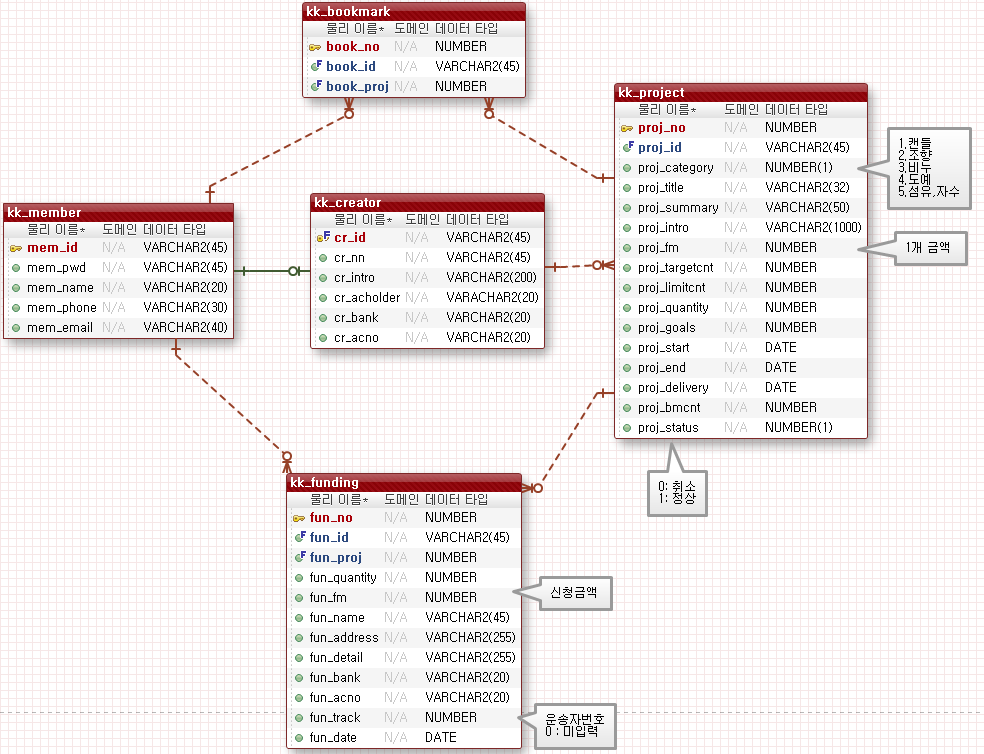 kk_bookmark
물리 이름* 도메인 데이터 타입
book_no N/A NUMBER
book_id N/A VARCHAR2(45)
book_proj N/A NUMBER
kk_project
물리 이름* 도메인 데이터 타입
proj_no N/A NUMBER
proj_id N/A VARCHAR2(45)
proj_category N/A NUMBER(1)
proj_title N/A VARCHAR2(32)
proj_summary N/A VARCHAR2(50)
proj_intro N/A VARCHAR2(1000)
proj_fm N/A NUMBER
proj_targetcnt N/A NUMBER
proj_limitcnt N/A NUMBER
proj_quantity N/A NUMBER
proj_goals N/A NUMBER
proj_start N/A DATE
proj_end N/A DATE
proj_delivery N/A DATE
proj_bmcnt N/A NUMBER
proj_status N/A NUMBER(1)
1.캔들
2.조향
3.비누
4.도예
5.섬유,자수
1개 금액
0: 취소
1: 정상
kk_member
물리 이름* 도메인 데이터 타입
mem_id N/A VARCHAR2(45)
mem_pwd N/A VARCHAR2(45)
mem_name N/A VARCHAR2(20)
mem_phone N/A VARCHAR2(30)
mem_email N/A VARCHAR2(40)
kk_creator
물리 이름* 도메인 데이터 타입
cr_id N/A VARCHAR2(45)
cr_nn N/A VARCHAR2(45)
cr_intro N/A VARCHAR2(200)
cr_acholder N/A VARACHAR2(20)
cr_bank N/A VARCHAR2(20)
cr_acno N/A VARCHAR2(20)
kk_funding
물리 이름* 도메인 데이터 타입
fun_no N/A NUMBER
fun_id N/A VARCHAR2(45)
fun_proj N/A NUMBER
fun_quantity N/A NUMBER
fun_fm N/A NUMBER
fun_name N/A VARCHAR2(45)
fun_address N/A VARCHAR2(255)
fun_detail N/A VARCHAR2(255)
fun_bank N/A VARCHAR2(20)
fun_acno N/A VARCHAR2(20)
fun_track N/A NUMBER
fun_date N/A DATE
신청금액
운송자번호
0 : 미입력